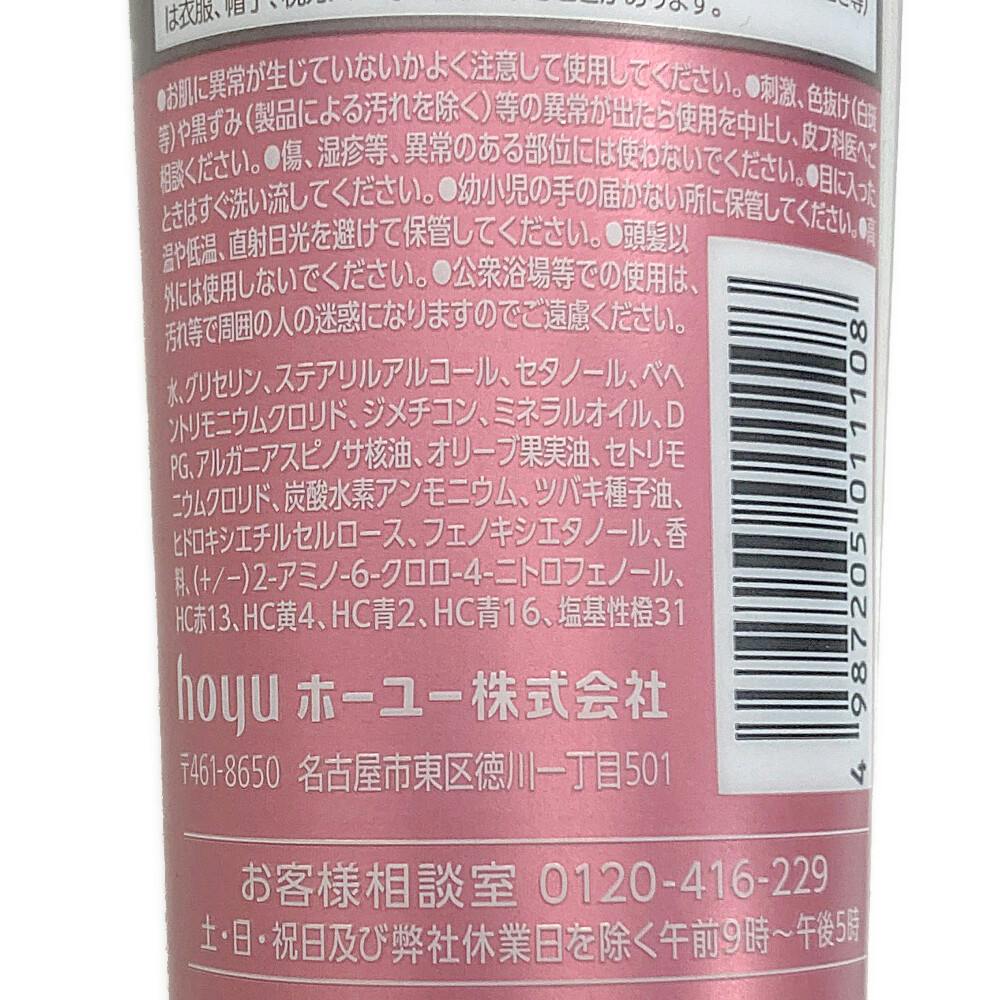 は衣服、帽子、枕
●お肌に異常が生じていないかよく注意して使用してください。●刺激、色抜け(白斑
等)や黒ずみ(製品による汚れを除く)等の異常が出たら使用を中止し、皮フ科医へご
相談ください。●傷、湿疹等、異常のある部位には使わないでください。●目に入った
ときはすぐ洗い流してください。●幼小児の手の届かない所に保管してください。●高
温や低温、直射日光を避けて保管してください。●頭髪以
外には使用しないでください。●公衆浴場等での使用は、
汚れ等で周囲の人の迷惑になりますのでご遠慮ください。
水、グリセリン、ステアリルアルコール、セタノール、ベヘ
ントリモニウムクロリド、ジメチコン、ミネラルオイル、D
PG、アルガニアスピノサ核油、オリーブ果実油、セトリモ
ニウムクロリド、炭酸水素アンモニウム、ツバキ種子油、
ヒドロキシエチルセルロース、フェノキシエタノール、香
料、(+/-)2-アミノ-6-クロロ-4-ニトロフェノール、
HC赤13、HC黄4、HC青2、HC青16、塩基性橙31
hoyu ホーユー株式会社
〒461-8650 名古屋市東区徳川一丁目501
お客様相談室 0120-416-229
土・日・祝日及び弊社休業日を除く午前9時～午後5時
4 987205 011108